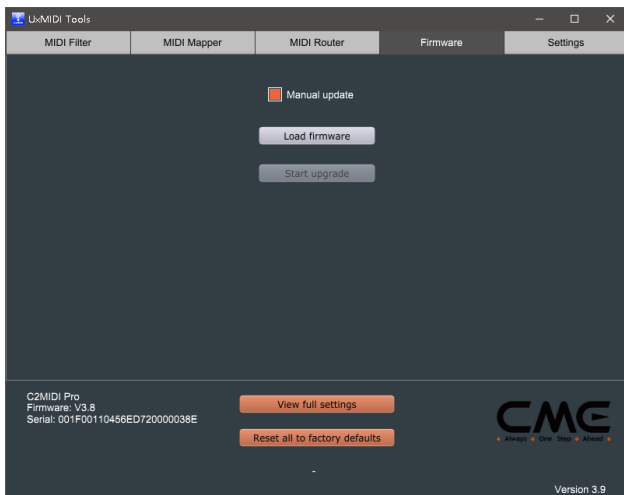 UxMIDI Tools
MIDI Filter
MIDI Mapper
MIDI Router
Firmware
Settings
Manual update
Load firmware
Start upgrade
C2MIDI Pro
Firmware: V3.8
Serial: 001F00110456ED720000038E
View full settings
Reset all to factory defaults
-
CME
Always One Step Ahead
Version 3.9